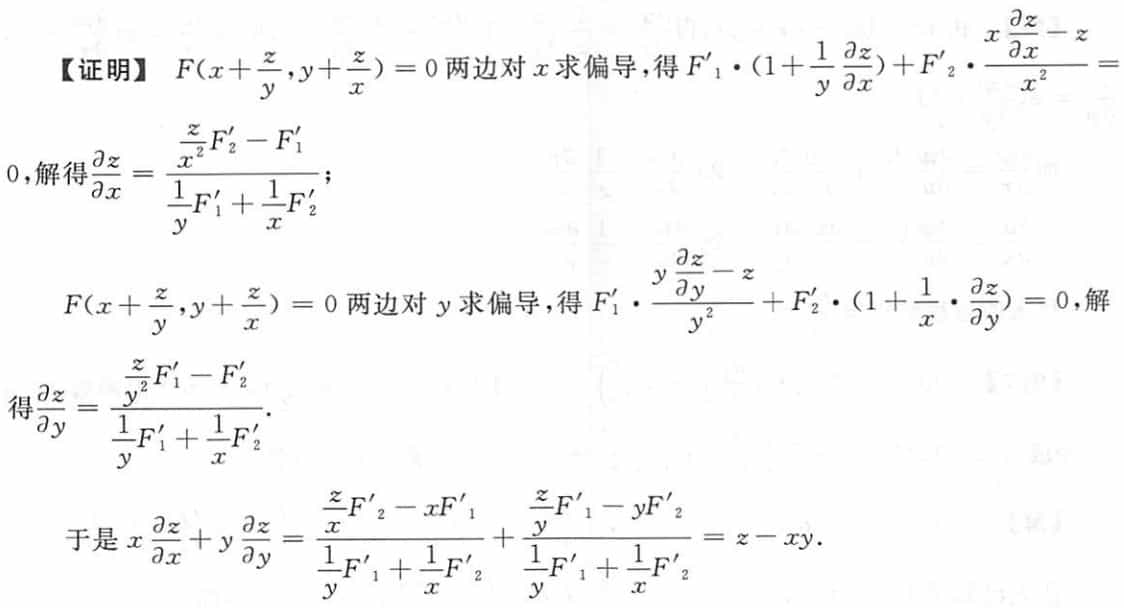 【证明】 $F(x+\frac{z}{y},y+\frac{z}{x})=0$ 两边对 $x$ 求偏导,得 $F'_1\cdot(1+\frac{1}{y}\frac{\partial z}{\partial x})+F'_2\cdot\frac{x\frac{\partial z}{\partial x}-z}{x^2}=$
$0$,解得$\frac{\partial z}{\partial x}=\frac{\frac{z}{x^2}F'_2-F'_1}{\frac{1}{y}F'_1+\frac{1}{x}F'_2}$;
$F(x+\frac{z}{y},y+\frac{z}{x})=0$ 两边对 $y$ 求偏导,得 $F'_1\cdot\frac{y\frac{\partial z}{\partial y}-z}{y^2}+F'_2\cdot(1+\frac{1}{x}\cdot\frac{\partial z}{\partial y})=0$,解
得$\frac{\partial z}{\partial y}=\frac{\frac{z}{y^2}F'_1-F'_2}{\frac{1}{y}F'_1+\frac{1}{x}F'_2}$.
于是 $x\frac{\partial z}{\partial x}+y\frac{\partial z}{\partial y}=\frac{\frac{z}{x}F'_2-xF'_1}{\frac{1}{y}F'_1+\frac{1}{x}F'_2}+\frac{\frac{z}{y}F'_1-yF'_2}{\frac{1}{y}F'_1+\frac{1}{x}F'_2}=z-xy$.